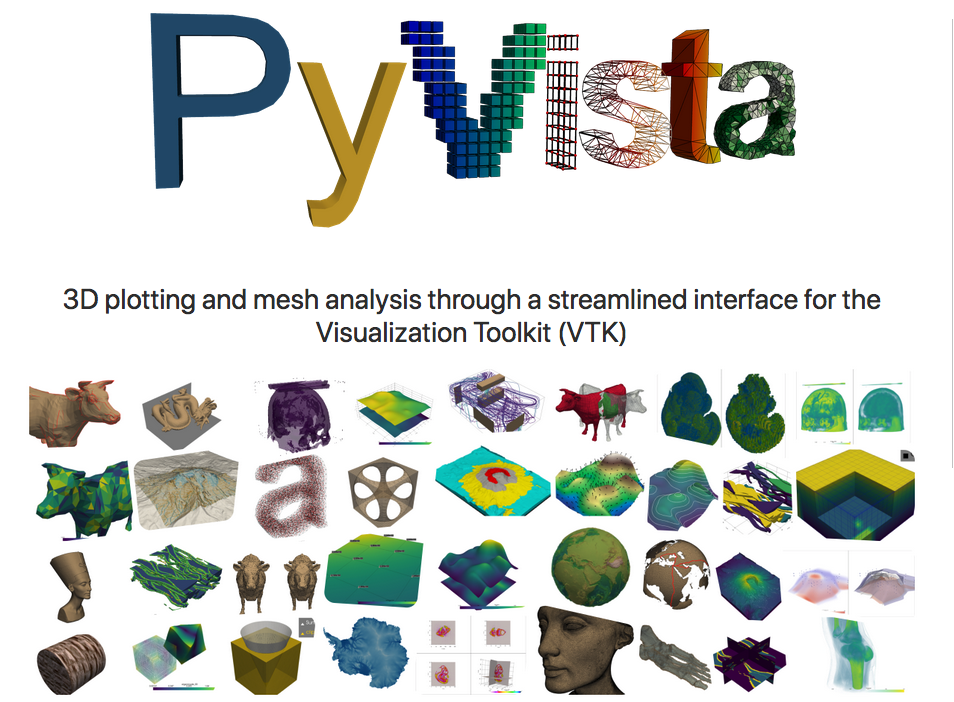 PyVista
3D plotting and mesh analysis through a streamlined interface for the
Visualization Toolkit (VTK)
a